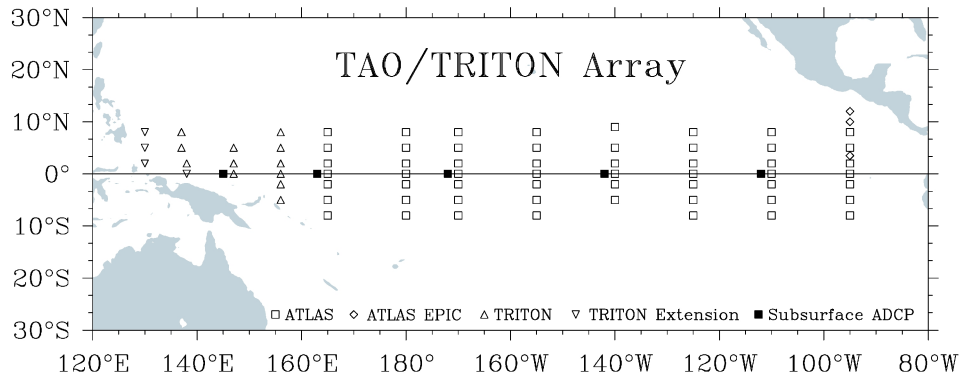 30°N
TAO/TRITON Array
20°N
10°N
0°
10°S
20°S
ATLAS ATLAS EPIC TRITON TRITON Extension Subsurface ADCP
30°S
120°E 140°E 160°E 180° 160°W 140°W 120°W 100°W 80°W